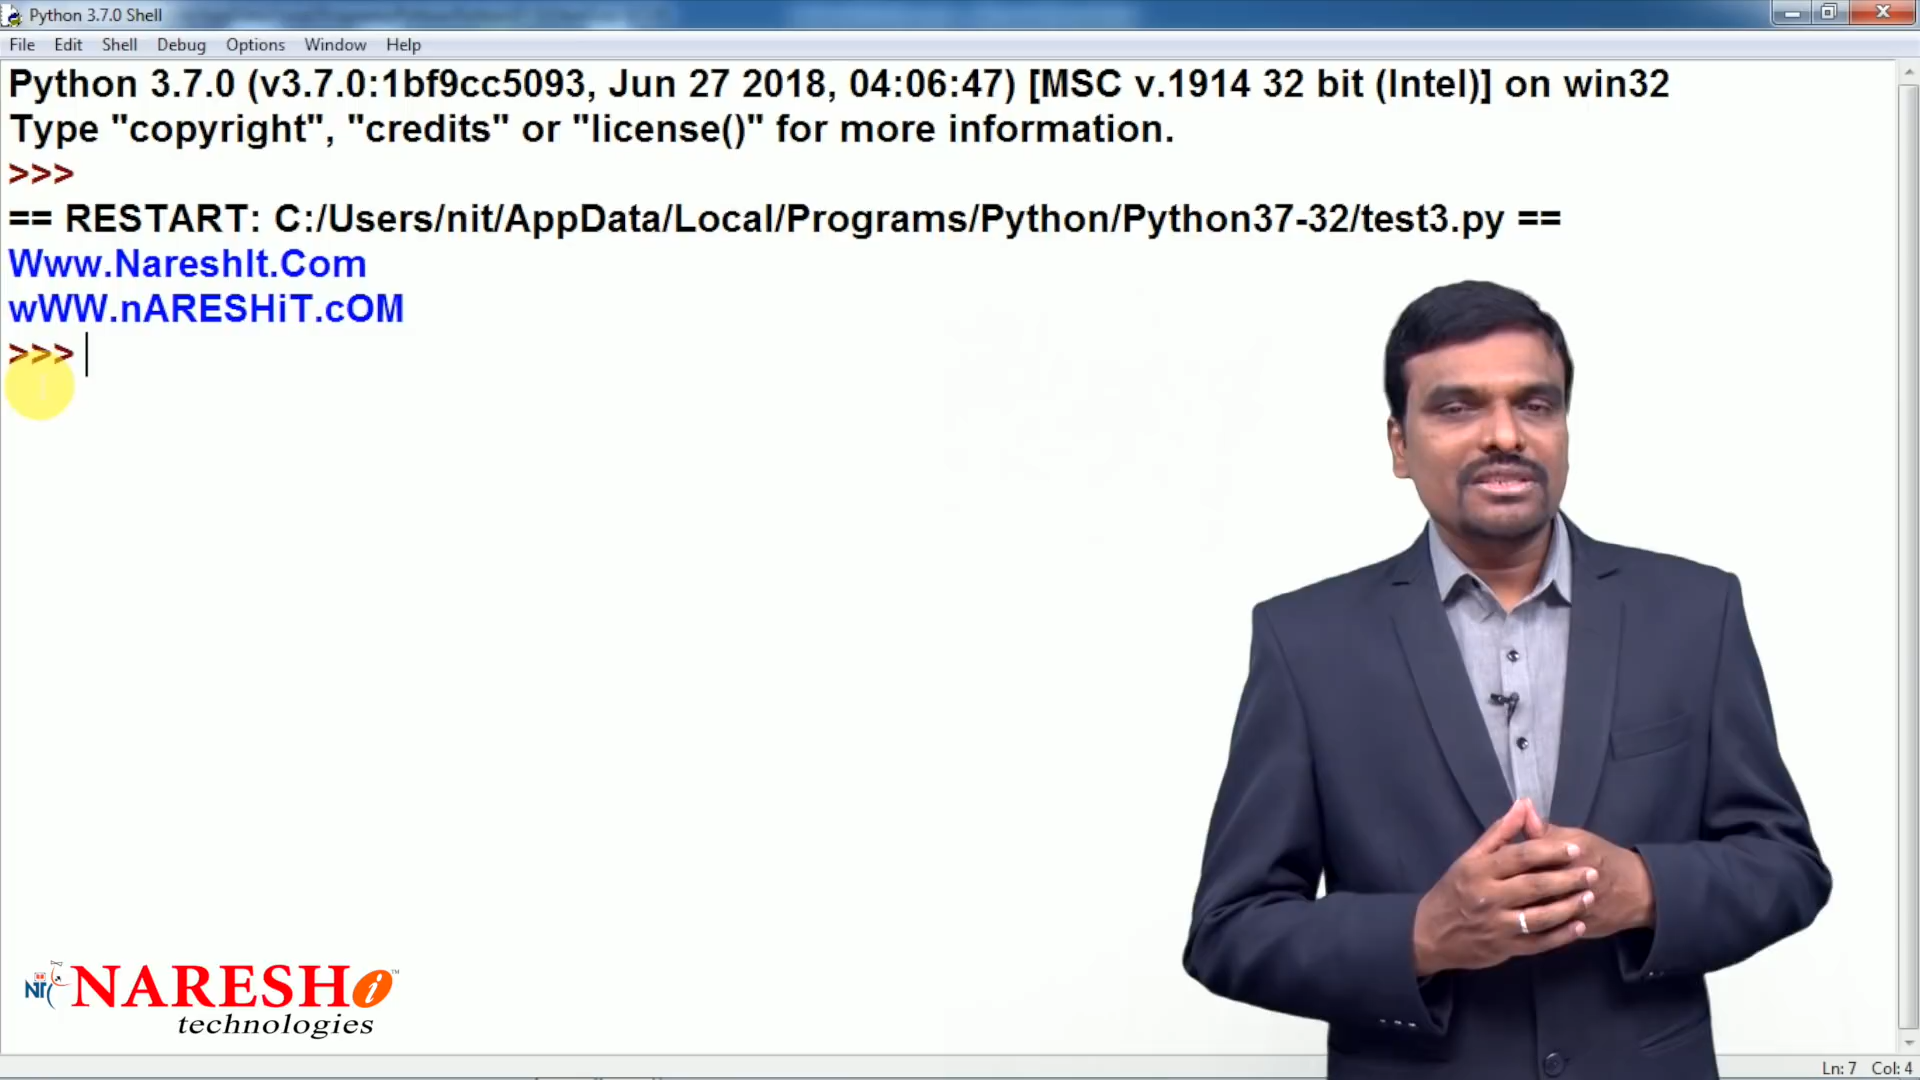 Python 3.7.0 Shell
File Edit Shell Debug Options Window Help
Python 3.7.0 (v3.7.0:1bf9cc5093, Jun 27 2018, 04:06:47) [MSC v.1914 32 bit (Intel)] on win32
Type "copyright", "credits" or "license()" for more information.
>>>
== RESTART: C:/Users/nit/AppData/Local/Programs/Python/Python37-32/test3.py ==
Www.NareshIt.Com
wWW.nARESHiT.cOM
>>>
NIT NARESH i ™
technologies
Ln: 7 Col: 4